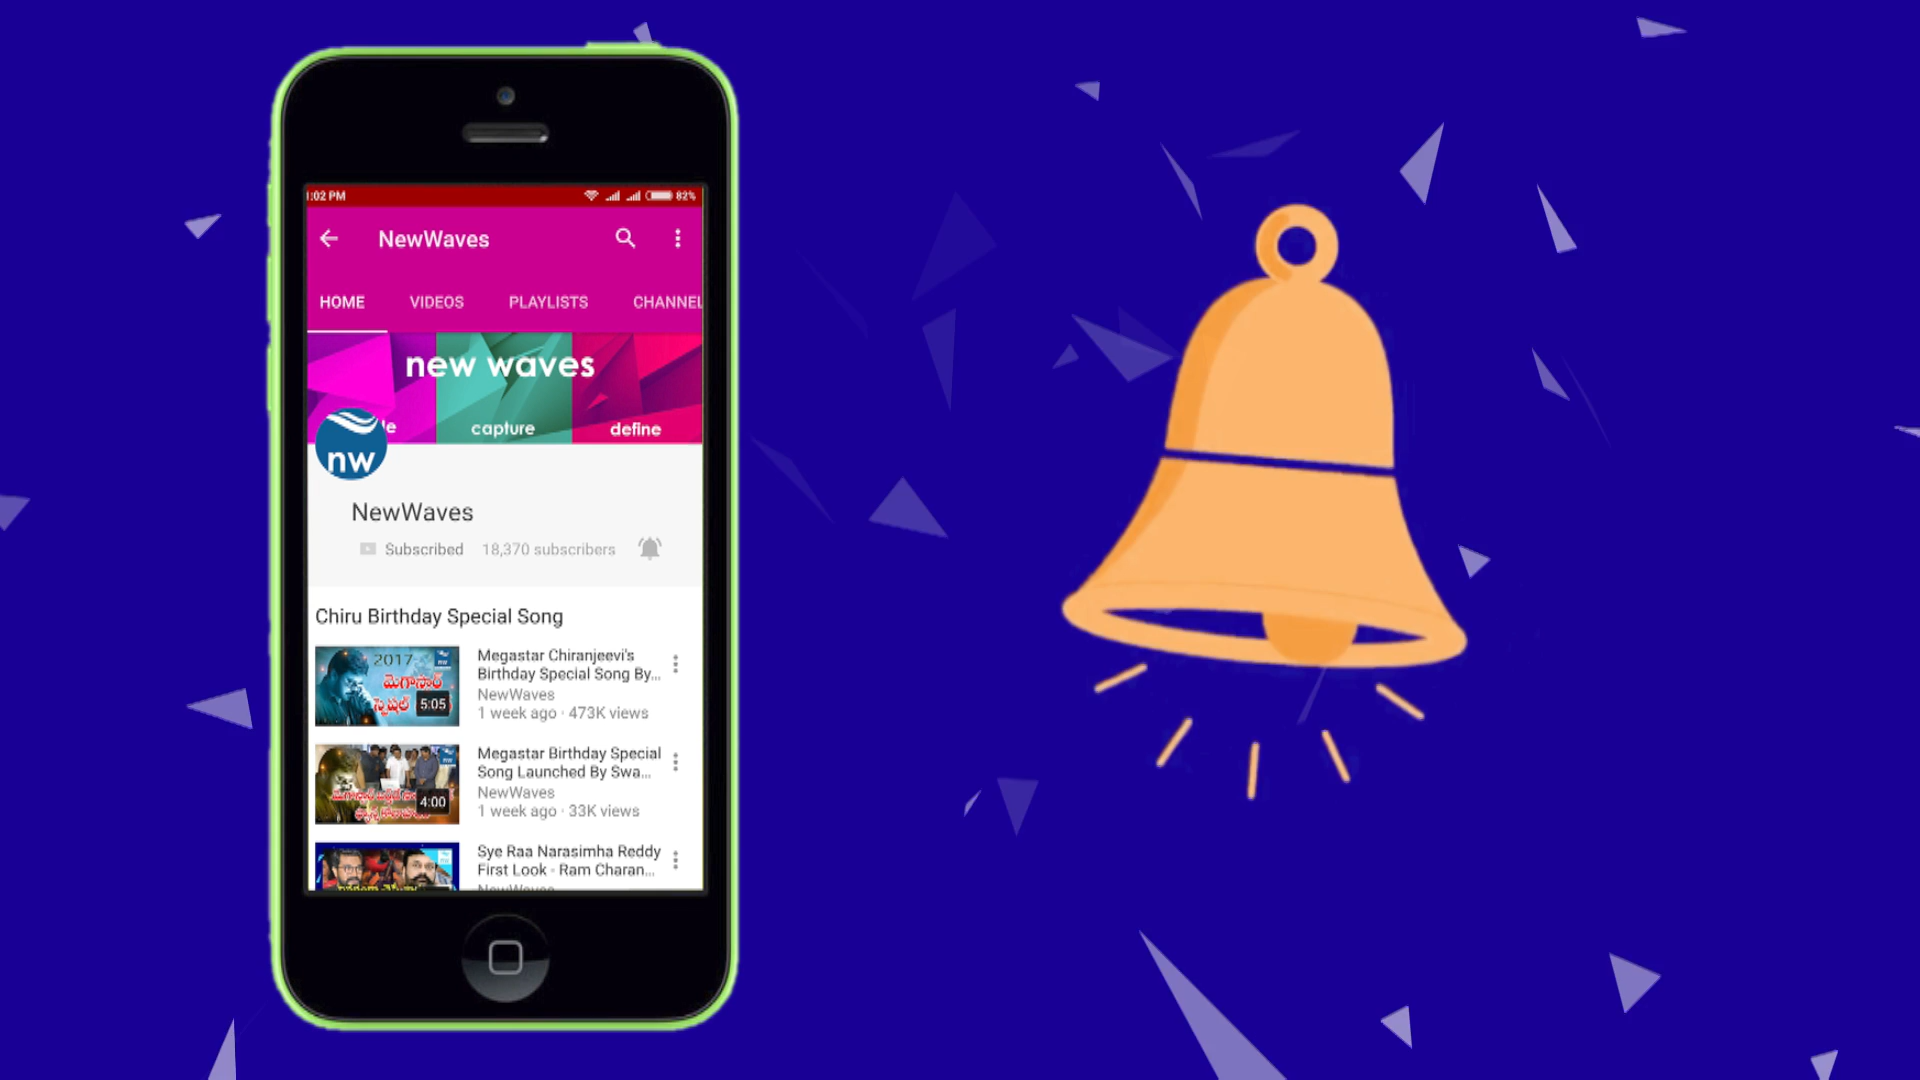 1:02 PM
82%
NewWaves
HOME VIDEOS PLAYLISTS CHANNEL
new waves
capture
define
nw
NewWaves
Subscribed 18,370 subscribers
Chiru Birthday Special Song
2017
మెగాస్టార్
స్పెషల్
5:05
Megastar Chiranjeevi's
Birthday Special Song By...
NewWaves
1 week ago · 473K views
4:00
Megastar Birthday Special
Song Launched By Swa...
NewWaves
1 week ago · 33K views
Sye Raa Narasimha Reddy
First Look - Ram Charan...
NewWaves